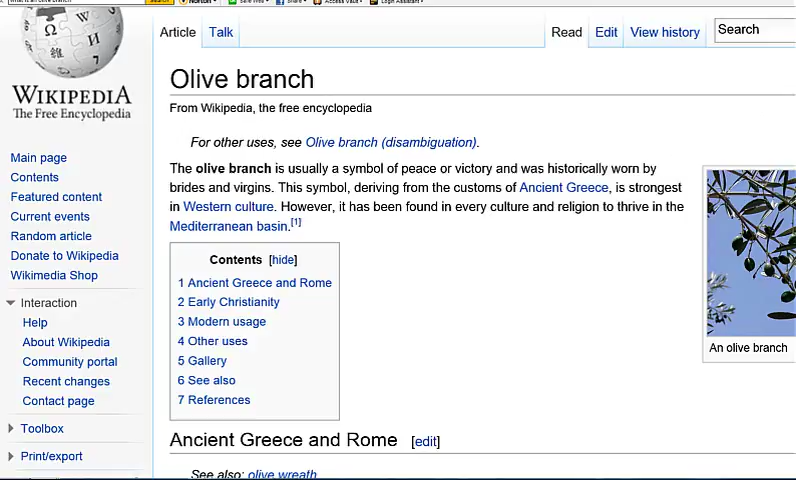 Article
Talk
Read
Edit
View history
Search
WIKIPEDIA
The Free Encyclopedia
Main page
Contents
Featured content
Current events
Random article
Donate to Wikipedia
Wikimedia Shop
Interaction
Help
About Wikipedia
Community portal
Recent changes
Contact page
Toolbox
Print/export
Olive branch
From Wikipedia, the free encyclopedia
For other uses, see Olive branch (disambiguation).
The olive branch is usually a symbol of peace or victory and was historically worn by
brides and virgins. This symbol, deriving from the customs of Ancient Greece, is strongest
in Western culture. However, it has been found in every culture and religion to thrive in the
Mediterranean basin.[1]
Contents [hide]
1 Ancient Greece and Rome
2 Early Christianity
3 Modern usage
4 Other uses
5 Gallery
6 See also
7 References
An olive branch
Ancient Greece and Rome [edit]
See also: olive wreath